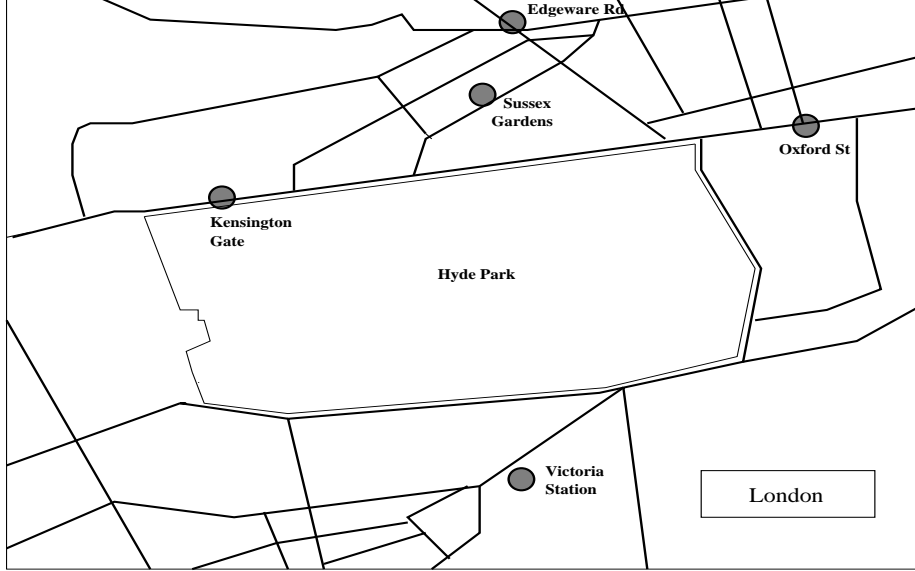 Edgeware Rd
Sussex
Gardens
Oxford St
Kensington
Gate
Hyde Park
Victoria
Station
London